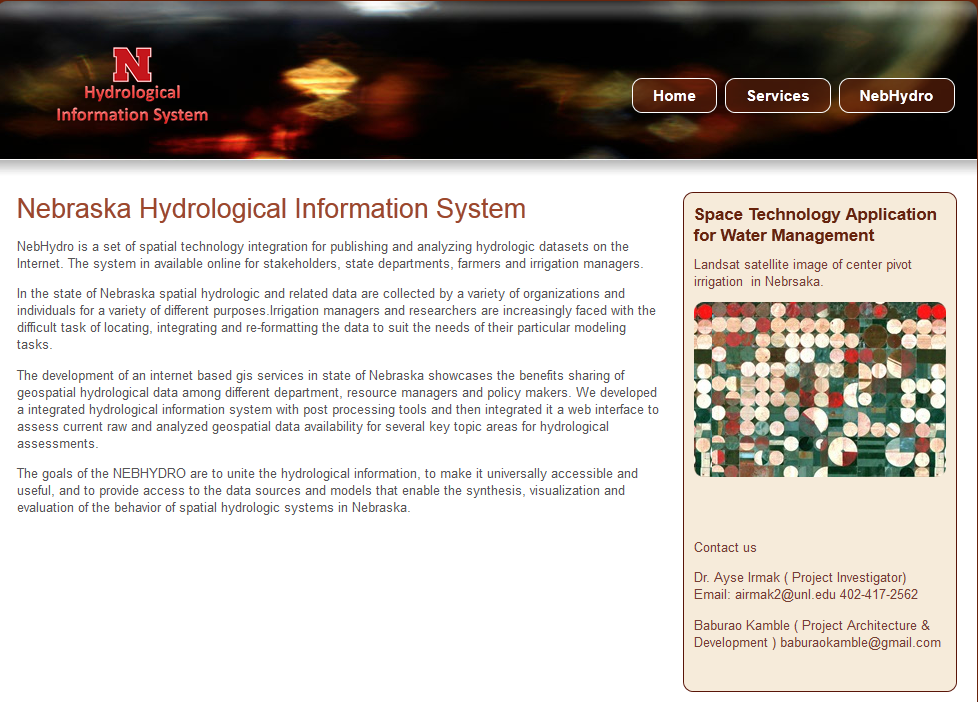 N
Hydrological
Information System
Home
Services
NebHydro
Nebraska Hydrological Information System
NebHydro is a set of spatial technology integration for publishing and analyzing hydrologic datasets on the
Internet. The system in available online for stakeholders, state departments, farmers and irrigation managers.
In the state of Nebraska spatial hydrologic and related data are collected by a variety of organizations and
individuals for a variety of different purposes.Irrigation managers and researchers are increasingly faced with the
difficult task of locating, integrating and re-formatting the data to suit the needs of their particular modeling
tasks.
The development of an internet based gis services in state of Nebraska showcases the benefits sharing of
geospatial hydrological data among different department, resource managers and policy makers. We developed
a integrated hydrological information system with post processing tools and then integrated it a web interface to
assess current raw and analyzed geospatial data availability for several key topic areas for hydrological
assessments.
The goals of the NEBHYDRO are to unite the hydrological information, to make it universally accessible and
useful, and to provide access to the data sources and models that enable the synthesis, visualization and
evaluation of the behavior of spatial hydrologic systems in Nebraska.
Space Technology Application
for Water Management
Landsat satellite image of center pivot
irrigation in Nebrsaka.
Contact us
Dr. Ayse Irmak ( Project Investigator)
Email: airmak2@unl.edu 402-417-2562
Baburao Kamble ( Project Architecture &
Development ) baburaokamble@gmail.com